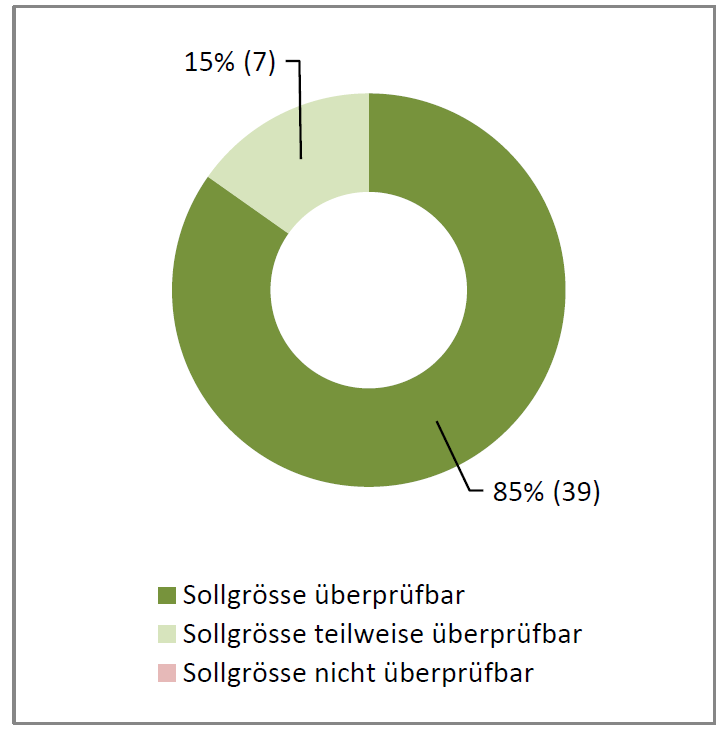 15% (7)
85% (39)
Sollgrösse überprüfbar
Sollgrösse teilweise überprüfbar
Sollgrösse nicht überprüfbar